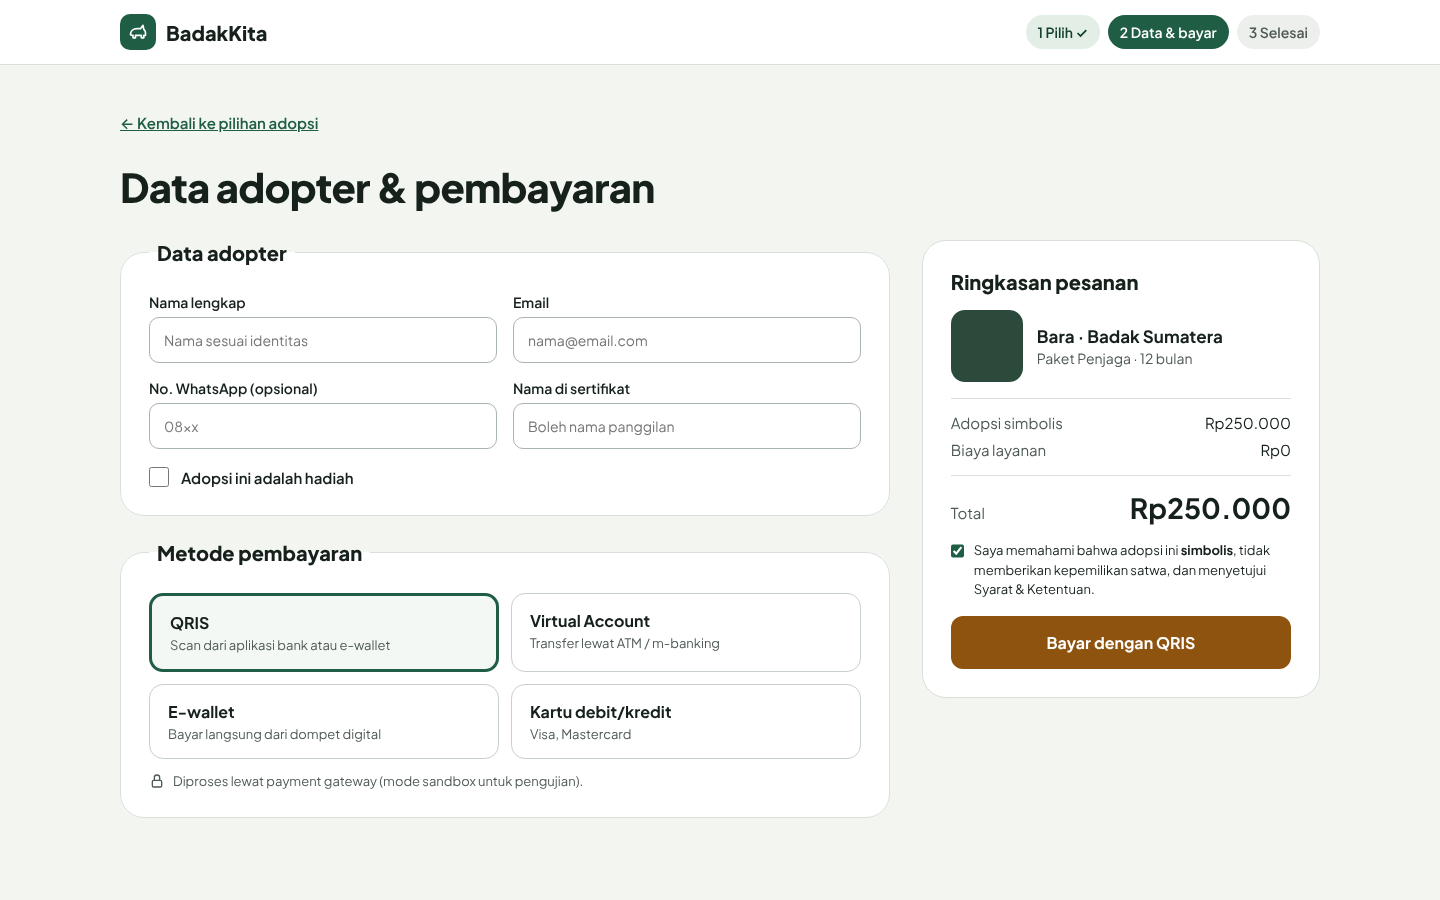 BadakKita
1 Pilih ✓
2 Data & bayar
3 Selesai
← Kembali ke pilihan adopsi
Data adopter & pembayaran
Data adopter
Nama lengkap
Nama sesuai identitas
Email
nama@email.com
No. WhatsApp (opsional)
08xx
Nama di sertifikat
Boleh nama panggilan
Adopsi ini adalah hadiah
Metode pembayaran
QRIS
Scan dari aplikasi bank atau e-wallet
Virtual Account
Transfer lewat ATM / m-banking
E-wallet
Bayar langsung dari dompet digital
Kartu debit/kredit
Visa, Mastercard
Diproses lewat payment gateway (mode sandbox untuk pengujian).
Ringkasan pesanan
Bara · Badak Sumatera
Paket Penjaga · 12 bulan
Adopsi simbolis Rp250.000
Biaya layanan Rp0
Total Rp250.000
Saya memahami bahwa adopsi ini simbolis, tidak
memberikan kepemilikan satwa, dan menyetujui
Syarat & Ketentuan.
Bayar dengan QRIS